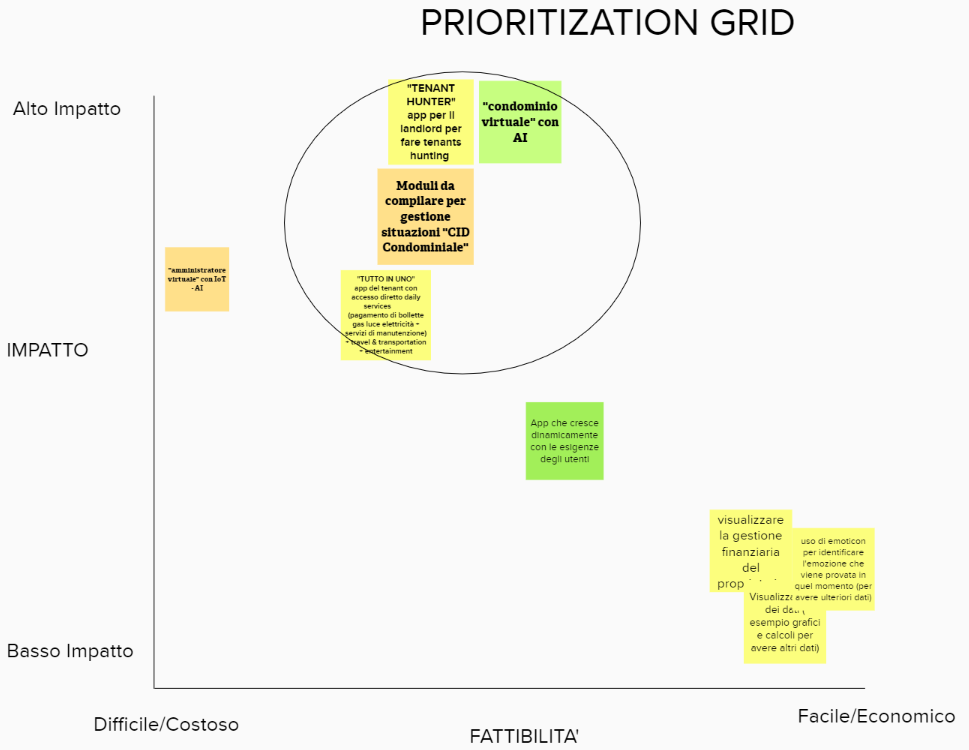 PRIORITIZATION GRID
Alto Impatto
"TENANT
HUNTER"
app per il
landlord per
fare tenants
hunting
"condominio
virtuale" con
AI
Moduli da
compilare per
gestione
situazioni "CID
Condominiale"
"amministratore
virtuale" con IoT
-AI
"TUTTO IN UNO"
app del tenant con
accesso diretto daily
services
(pagamento di bollette
gas luce elettricità +
servizi di manutenzione)
+ travel & transportation
+ entertainment
IMPATTO
App che cresce
dinamicamente
con le esigenze
degli utenti
visualizzare
la gestione
finanziaria
del
uso di emoticon
per identificare
l'emozione che
viene provata in
quel momento (per
avere ulteriori dati)
dei
esempio grafici
e calcoli per
avere altri dati)
Basso Impatto
Difficile/Costoso
FATTIBILITA'
Facile/Economico